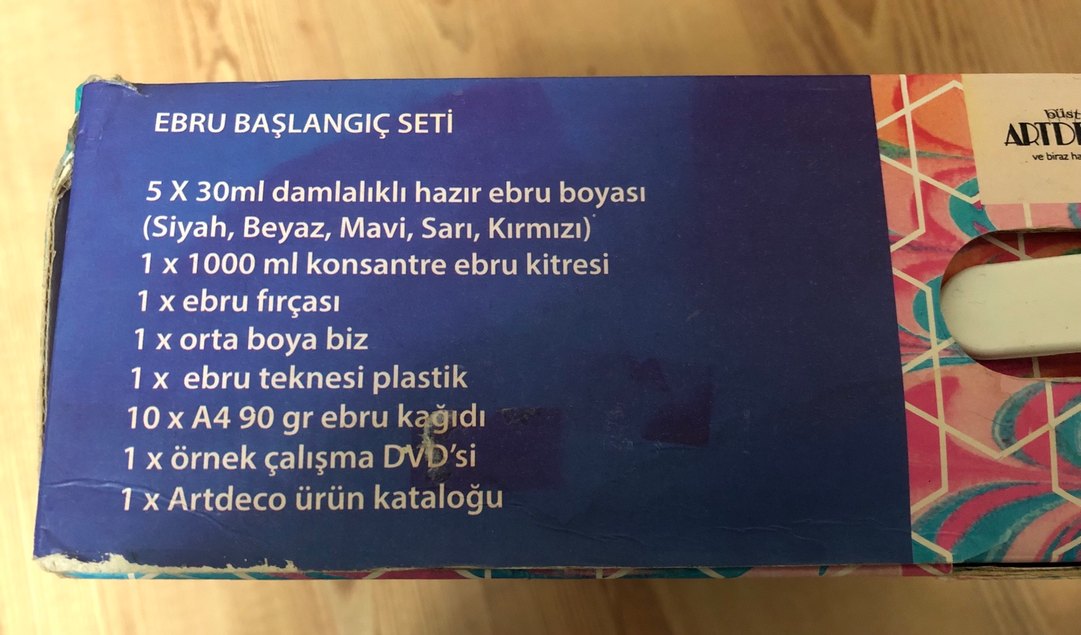 EBRU BAŞLANGIÇ SETİ
5 X 30ml damlalıklı hazır ebru boyası
(Siyah, Beyaz, Mavi, Sarı, Kırmızı)
1 x 1000 ml konsantre ebru kitresi
1 x ebru fırçası
1 x orta boya biz
1 x ebru teknesi plastik
10 x A4 90 gr ebru kağıdı
1 x örnek çalışma DVD'si
1 x Artdeco ürün kataloğu
ve biraz